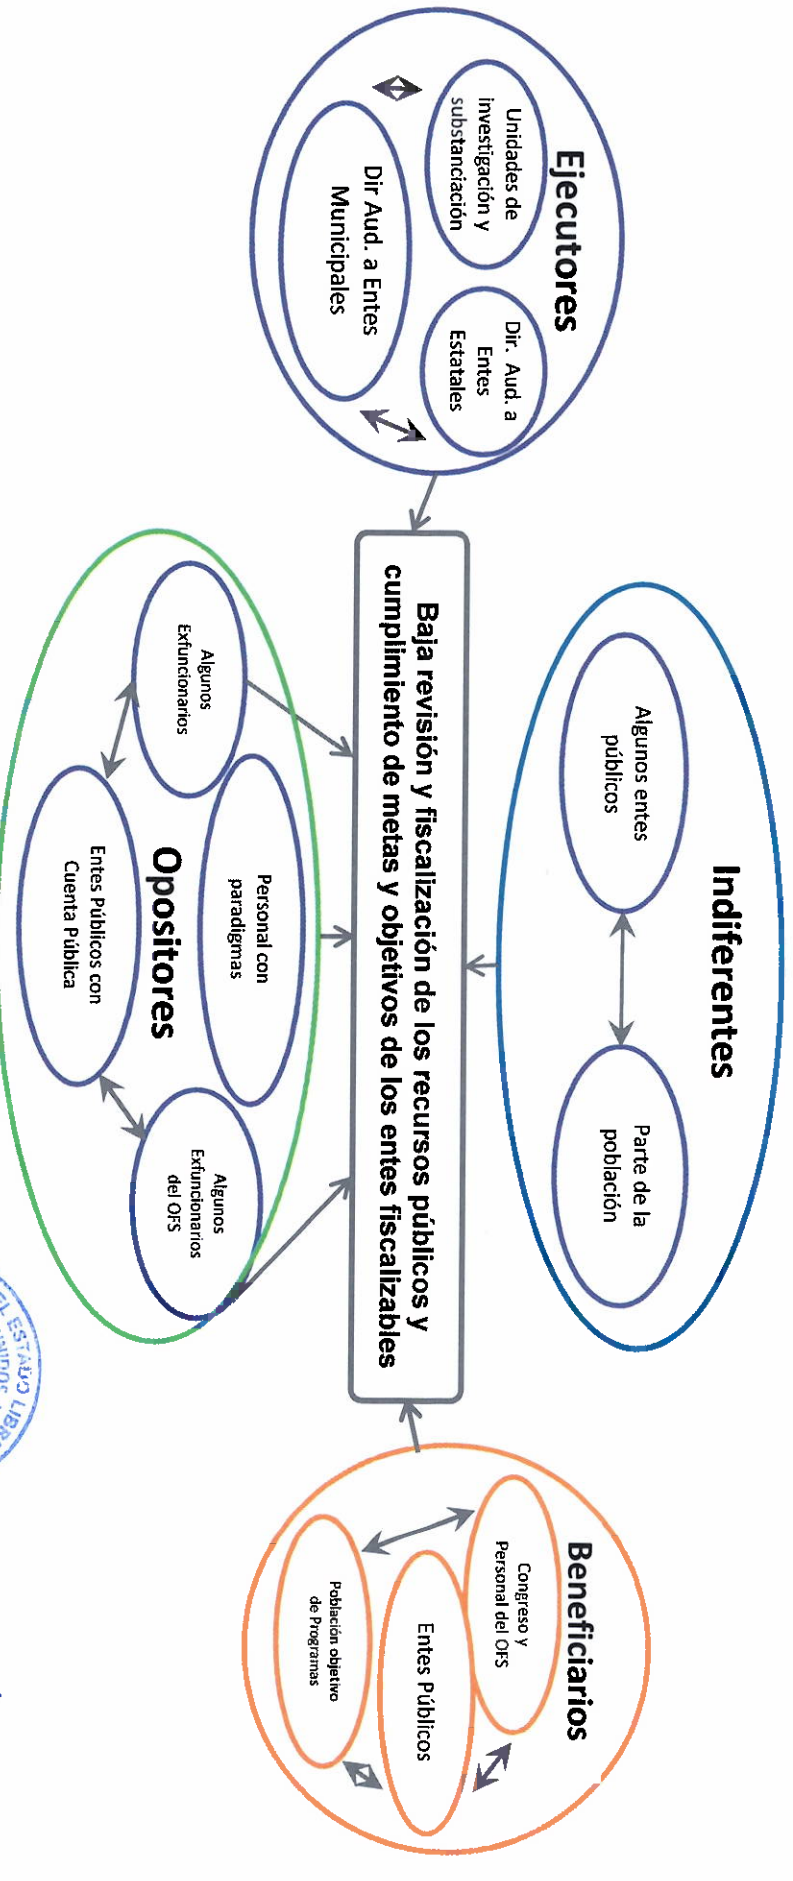 Indiferentes
Algunos entes
públicos
Parte de la
población
Ejecutores
Unidades de
investigación y
substanciación
Dir. Aud. a
Entes
Estatales
Dir Aud. a Entes
Municipales
Baja revisión y fiscalización de los recursos públicos y
cumplimiento de metas y objetivos de los entes fiscalizables
Beneficiarios
Congreso y
Personal del OFS
Entes Públicos
Población objetivo
de Programas
Algunos
Exfuncionarios
Personal con
paradigmas
Opositores
Entes Públicos con
Cuenta Pública
Algunos
Exfuncionarios
del OFS
EL ESTADO